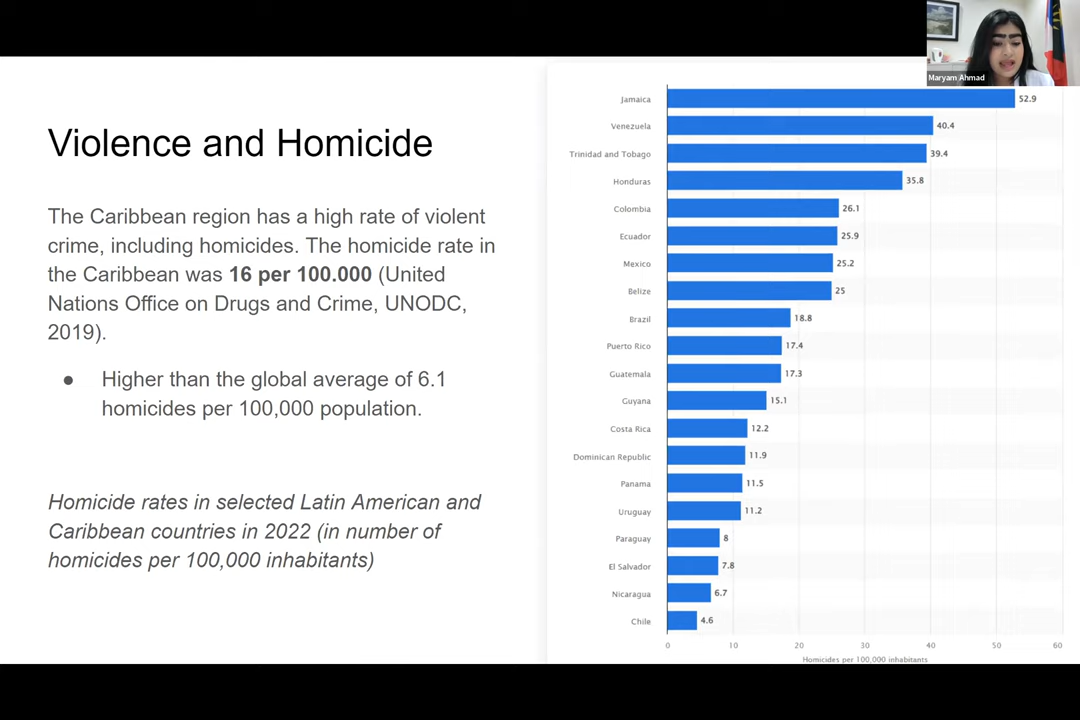 Maryam Ahmad
Violence and Homicide
The Caribbean region has a high rate of violent
crime, including homicides. The homicide rate in
the Caribbean was 16 per 100.000 (United
Nations Office on Drugs and Crime, UNODC,
2019).
● Higher than the global average of 6.1
homicides per 100,000 population.
Homicide rates in selected Latin American and
Caribbean countries in 2022 (in number of
homicides per 100,000 inhabitants)
Jamaica 52.9
Venezuela 40.4
Trinidad and Tobago 39.4
Honduras 35.8
Colombia 26.1
Ecuador 25.9
Mexico 25.2
Belize 25
Brazil 18.8
Puerto Rico 17.4
Guatemala 17.3
Guyana 15.1
Costa Rica 12.2
Dominican Republic 11.9
Panama 11.5
Uruguay 11.2
Paraguay 8
El Salvador 7.8
Nicaragua 6.7
Chile 4.6
0 10 20 30 40 50 60
Homicides per 100,000 inhabitants